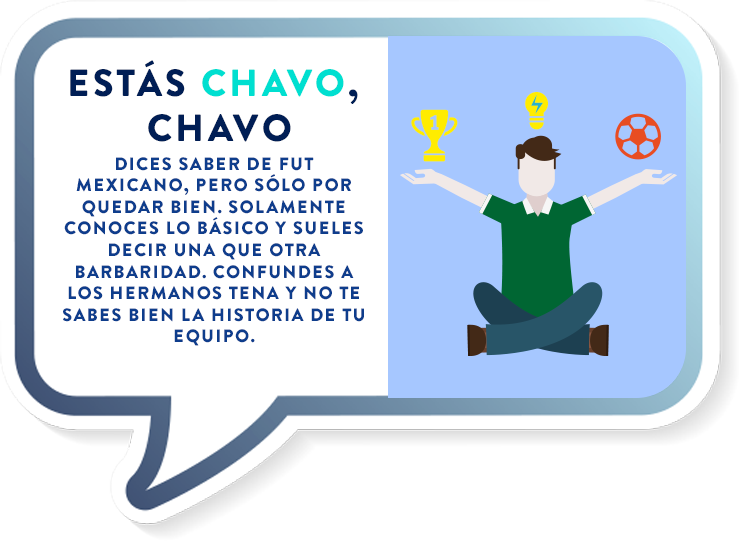 ESTÁS CHAVO,
CHAVO
DICES SABER DE FUT
MEXICANO, PERO SÓLO POR
QUEDAR BIEN. SOLAMENTE
CONOCES LO BÁSICO Y SUELES
DECIR UNA QUE OTRA
BARBARIDAD. CONFUNDES A
LOS HERMANOS TENA Y NO TE
SABES BIEN LA HISTORIA DE TU
EQUIPO.
1